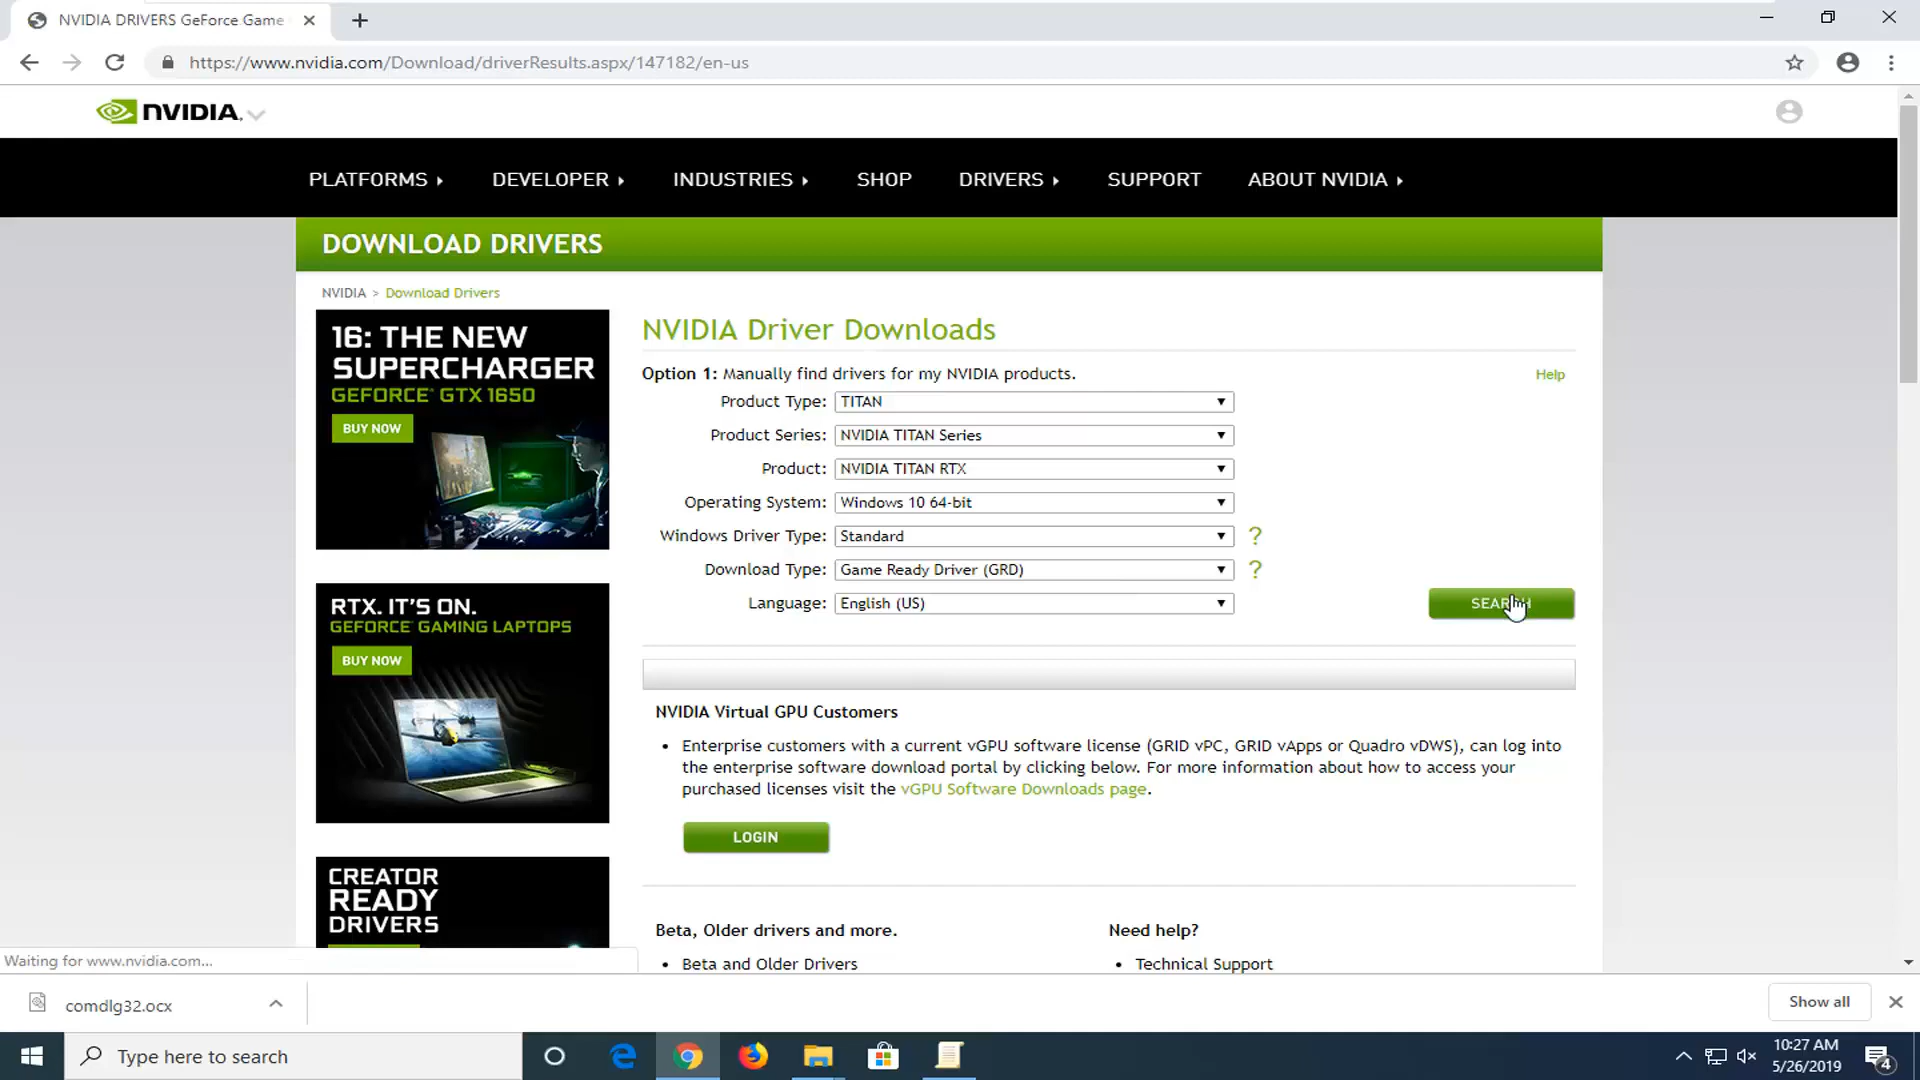 NVIDIA DRIVERS GeForce Game
https://www.nvidia.com/Download/driverResults.aspx/147182/en-us
NVIDIA.
PLATFORMS
DEVELOPER
INDUSTRIES
SHOP
DRIVERS
SUPPORT
ABOUT NVIDIA
DOWNLOAD DRIVERS
NVIDIA > Download Drivers
16: THE NEW
SUPERCHARGER
GEFORCE® GTX 1650
BUY NOW
RTX. IT'S ON.
GEFORCE® GAMING LAPTOPS
BUY NOW
CREATOR
READY
DRIVERS
NVIDIA Driver Downloads
Option 1: Manually find drivers for my NVIDIA products.
Help
Product Type: TITAN
Product Series: NVIDIA TITAN Series
Product: NVIDIA TITAN RTX
Operating System: Windows 10 64-bit
Windows Driver Type: Standard ?
Download Type: Game Ready Driver (GRD) ?
Language: English (US)
SEARCH
NVIDIA Virtual GPU Customers
• Enterprise customers with a current vGPU software license (GRID vPC, GRID vApps or Quadro vDWS), can log into
the enterprise software download portal by clicking below. For more information about how to access your
purchased licenses visit the vGPU Software Downloads page.
LOGIN
Beta, Older drivers and more.
• Beta and Older Drivers
Need help?
• Technical Support
Waiting for www.nvidia.com...
comdlg32.ocx
Show all
Type here to search
10:27 AM
5/26/2019
4